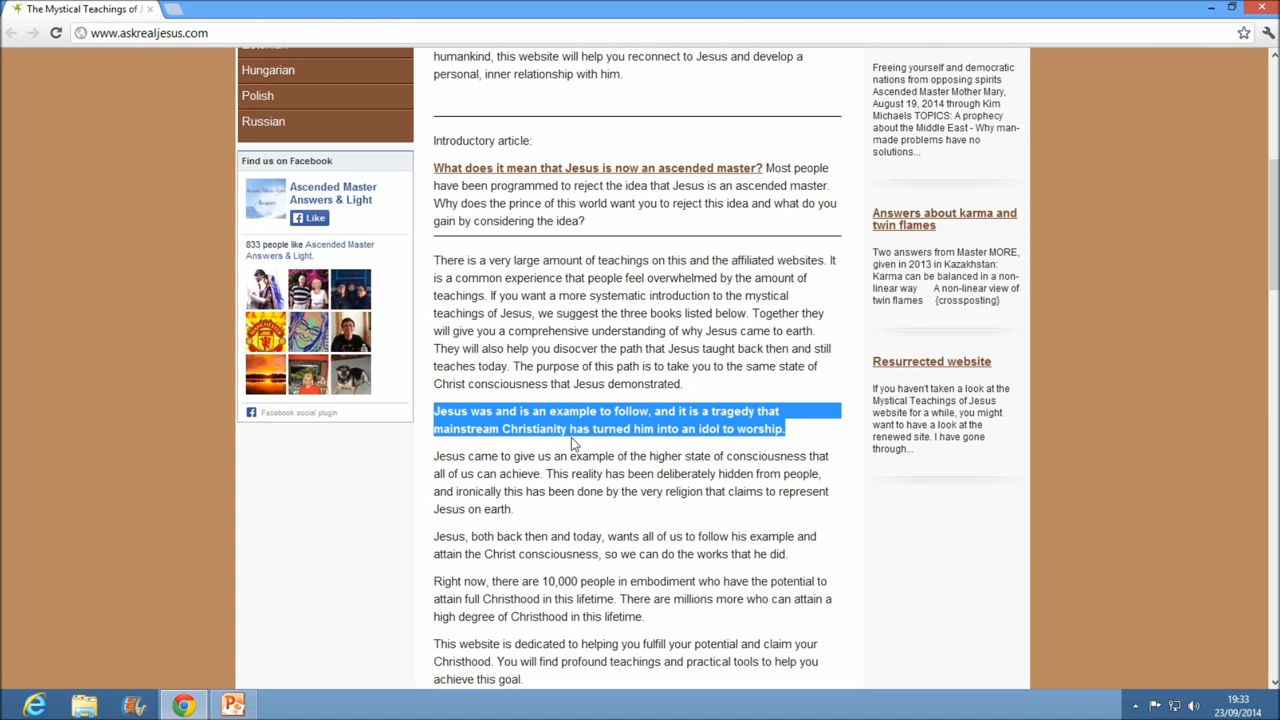 The Mystical Teachings of J
www.askrealjesus.com
Hungarian
Polish
Russian
Find us on Facebook
Ascended Master
Answers & Light
Like
833 people like Ascended Master
Answers & Light.
Facebook social plugin
humankind, this website will help you reconnect to Jesus and develop a
personal, inner relationship with him.
Introductory article:
What does it mean that Jesus is now an ascended master? Most people
have been programmed to reject the idea that Jesus is an ascended master.
Why does the prince of this world want you to reject this idea and what do you
gain by considering the idea?
There is a very large amount of teachings on this and the affiliated websites. It
is a common experience that people feel overwhelmed by the amount of
teachings. If you want a more systematic introduction to the mystical
teachings of Jesus, we suggest the three books listed below. Together they
will give you a comprehensive understanding of why Jesus came to earth.
They will also help you disocver the path that Jesus taught back then and still
teaches today. The purpose of this path is to take you to the same state of
Christ consciousness that Jesus demonstrated.
Jesus was and is an example to follow, and it is a tragedy that
mainstream Christianity has turned him into an idol to worship.
Jesus came to give us an example of the higher state of consciousness that
all of us can achieve. This reality has been deliberately hidden from people,
and ironically this has been done by the very religion that claims to represent
Jesus on earth.
Jesus, both back then and today, wants all of us to follow his example and
attain the Christ consciousness, so we can do the works that he did.
Right now, there are 10,000 people in embodiment who have the potential to
attain full Christhood in this lifetime. There are millions more who can attain a
high degree of Christhood in this lifetime.
This website is dedicated to helping you fulfill your potential and claim your
Christhood. You will find profound teachings and practical tools to help you
achieve this goal.
Freeing yourself and democratic
nations from opposing spirits
Ascended Master Mother Mary,
August 19, 2014 through Kim
Michaels TOPICS: A prophecy
about the Middle East - Why man-
made problems have no
solutions...
Answers about karma and
twin flames
Two answers from Master MORE,
given in 2013 in Kazakhstan:
Karma can be balanced in a non-
linear way A non-linear view of
twin flames {crossposting}
Resurrected website
If you haven't taken a look at the
Mystical Teachings of Jesus
website for a while, you might
want to have a look at the
renewed site. I have gone
through...
19:33
23/09/2014